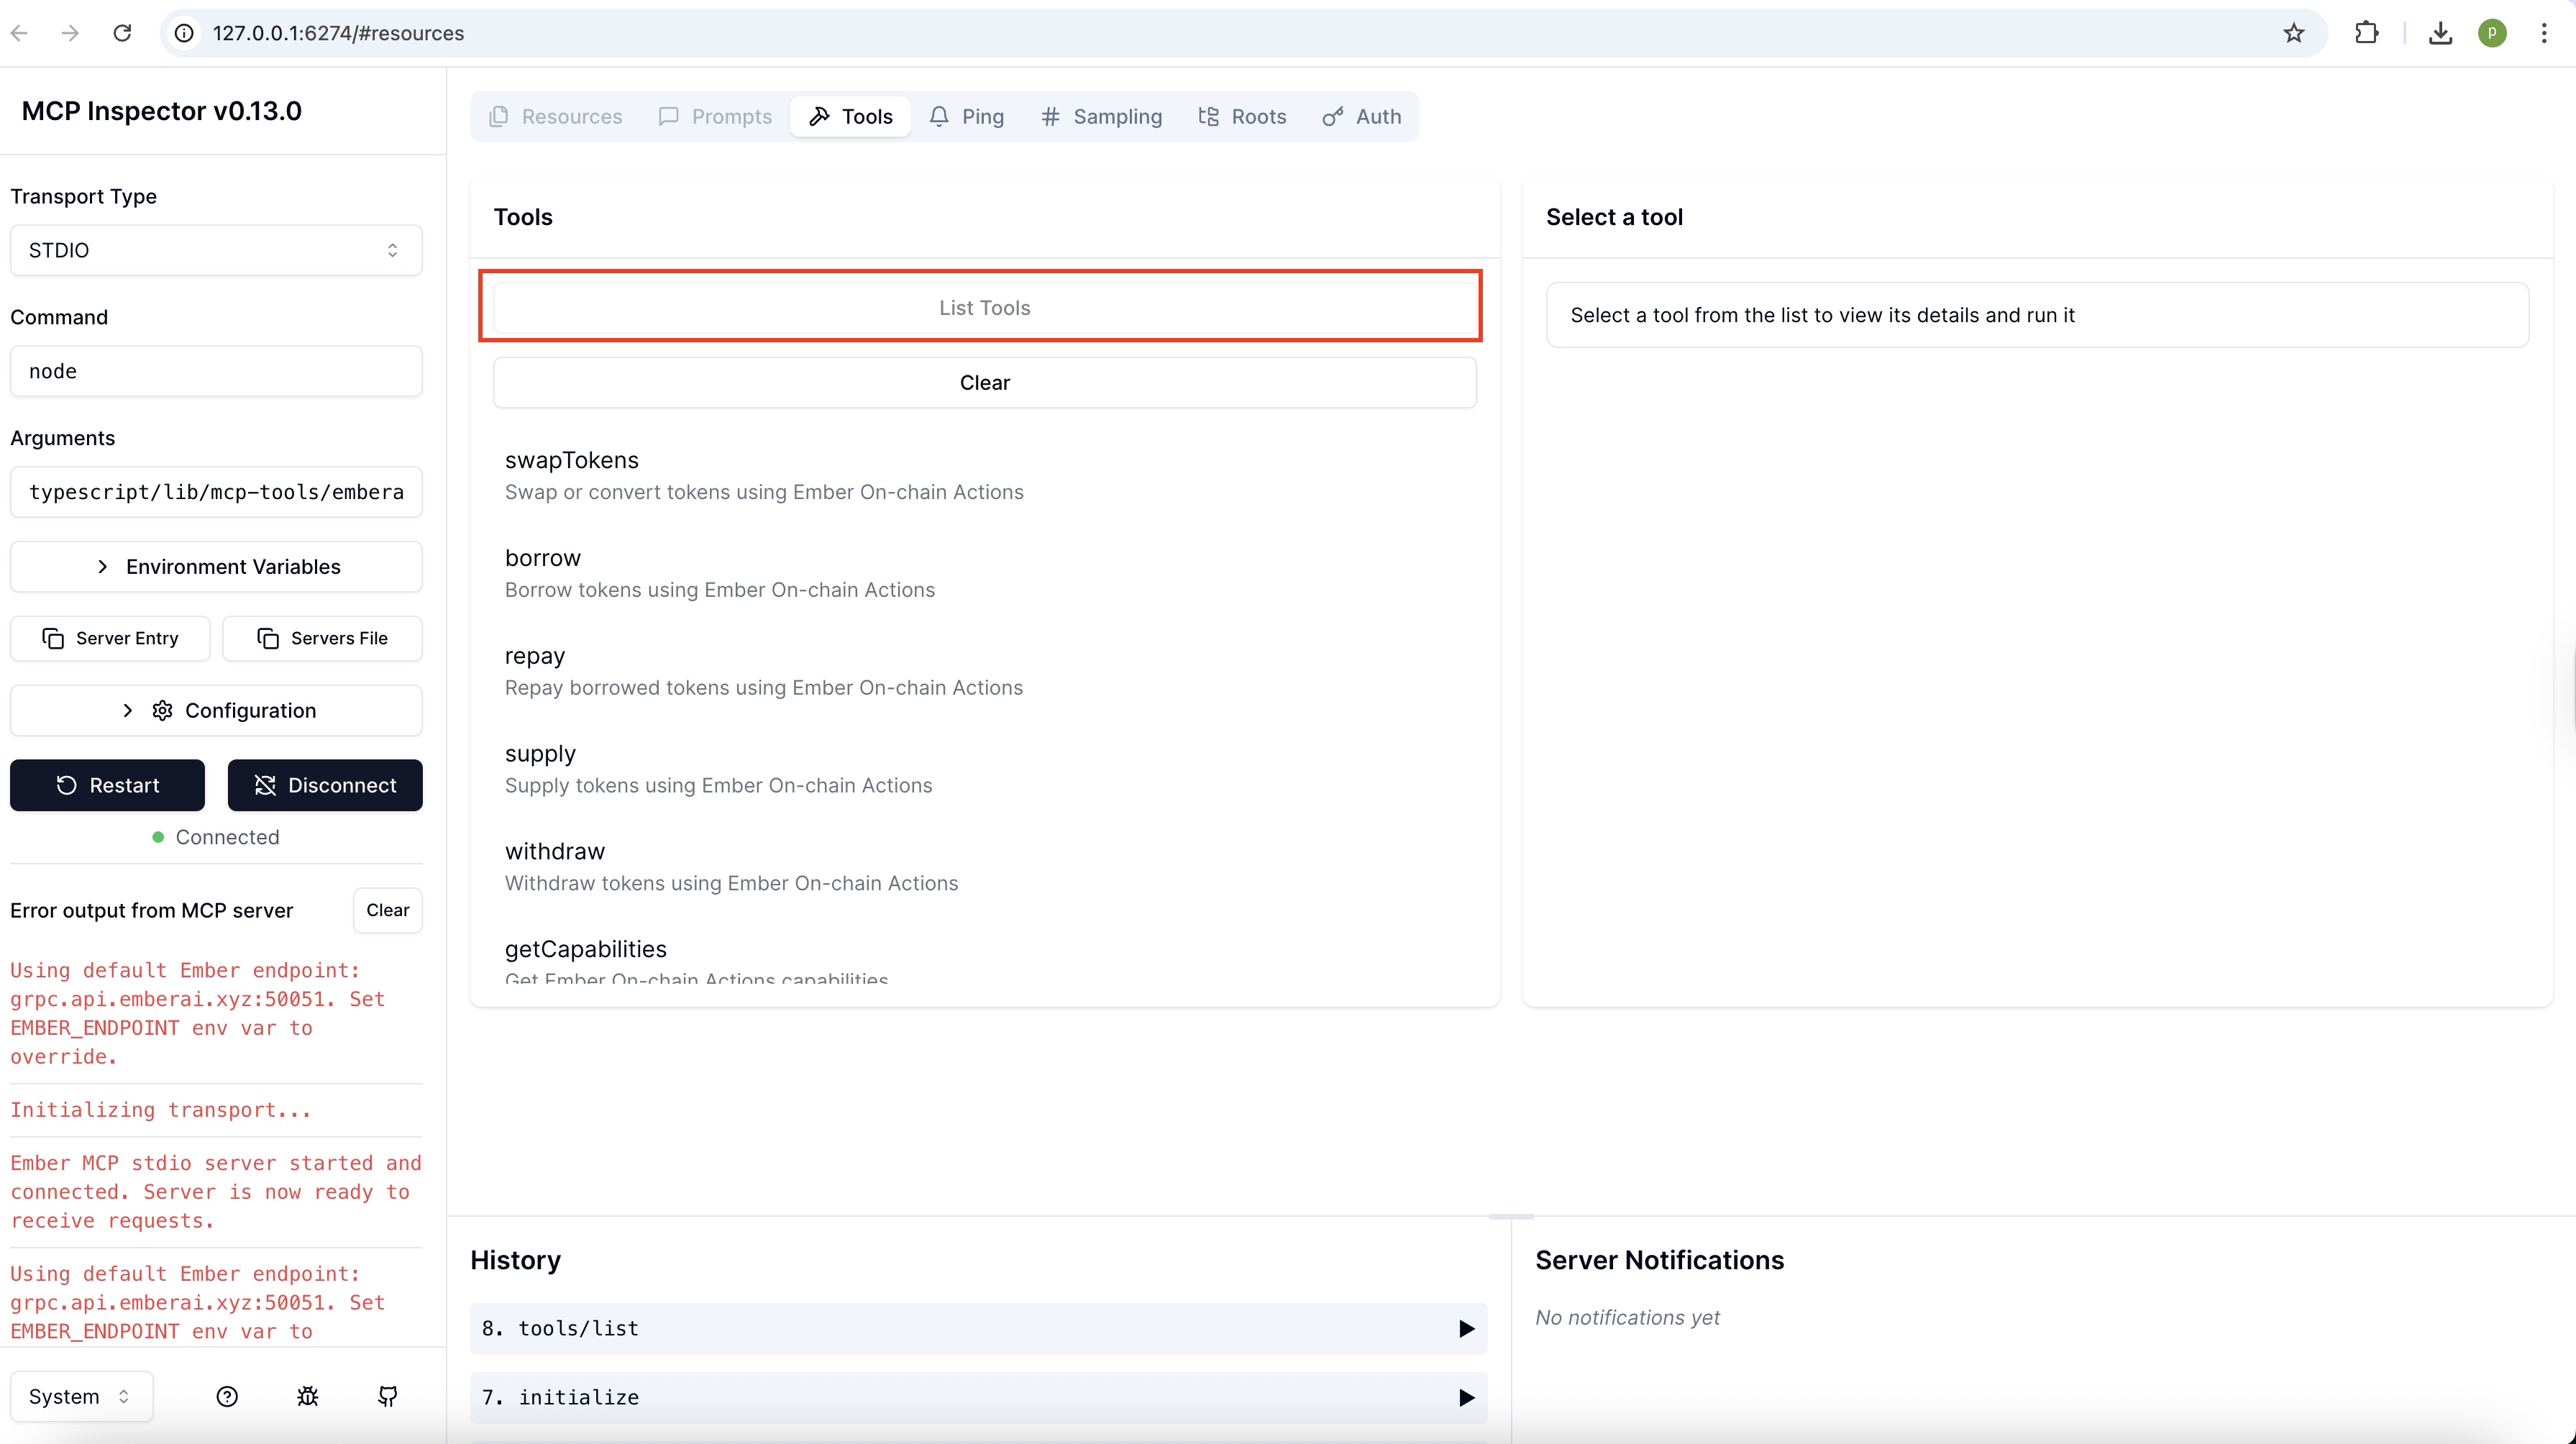 127.0.0.1:6274/#resources
p
MCP Inspector v0.13.0
Transport Type
STDIO
Command
node
Arguments
typescript/lib/mcp-tools/embera
Environment Variables
Server Entry
Servers File
Configuration
Restart
Disconnect
Connected
Error output from MCP server
Clear
Using default Ember endpoint:
grpc.api.emberai.xyz:50051. Set
EMBER_ENDPOINT env var to
override.
Initializing transport...
Ember MCP stdio server started and
connected. Server is now ready to
receive requests.
Using default Ember endpoint:
grpc.api.emberai.xyz:50051. Set
EMBER_ENDPOINT env var to
System
Resources
Prompts
Tools
Ping
Sampling
Roots
Auth
Tools
List Tools
Clear
swapTokens
Swap or convert tokens using Ember On-chain Actions
borrow
Borrow tokens using Ember On-chain Actions
repay
Repay borrowed tokens using Ember On-chain Actions
supply
Supply tokens using Ember On-chain Actions
withdraw
Withdraw tokens using Ember On-chain Actions
getCapabilities
Get Ember On-chain Actions capabilities
Select a tool
Select a tool from the list to view its details and run it
History
8. tools/list
7. initialize
Server Notifications
No notifications yet